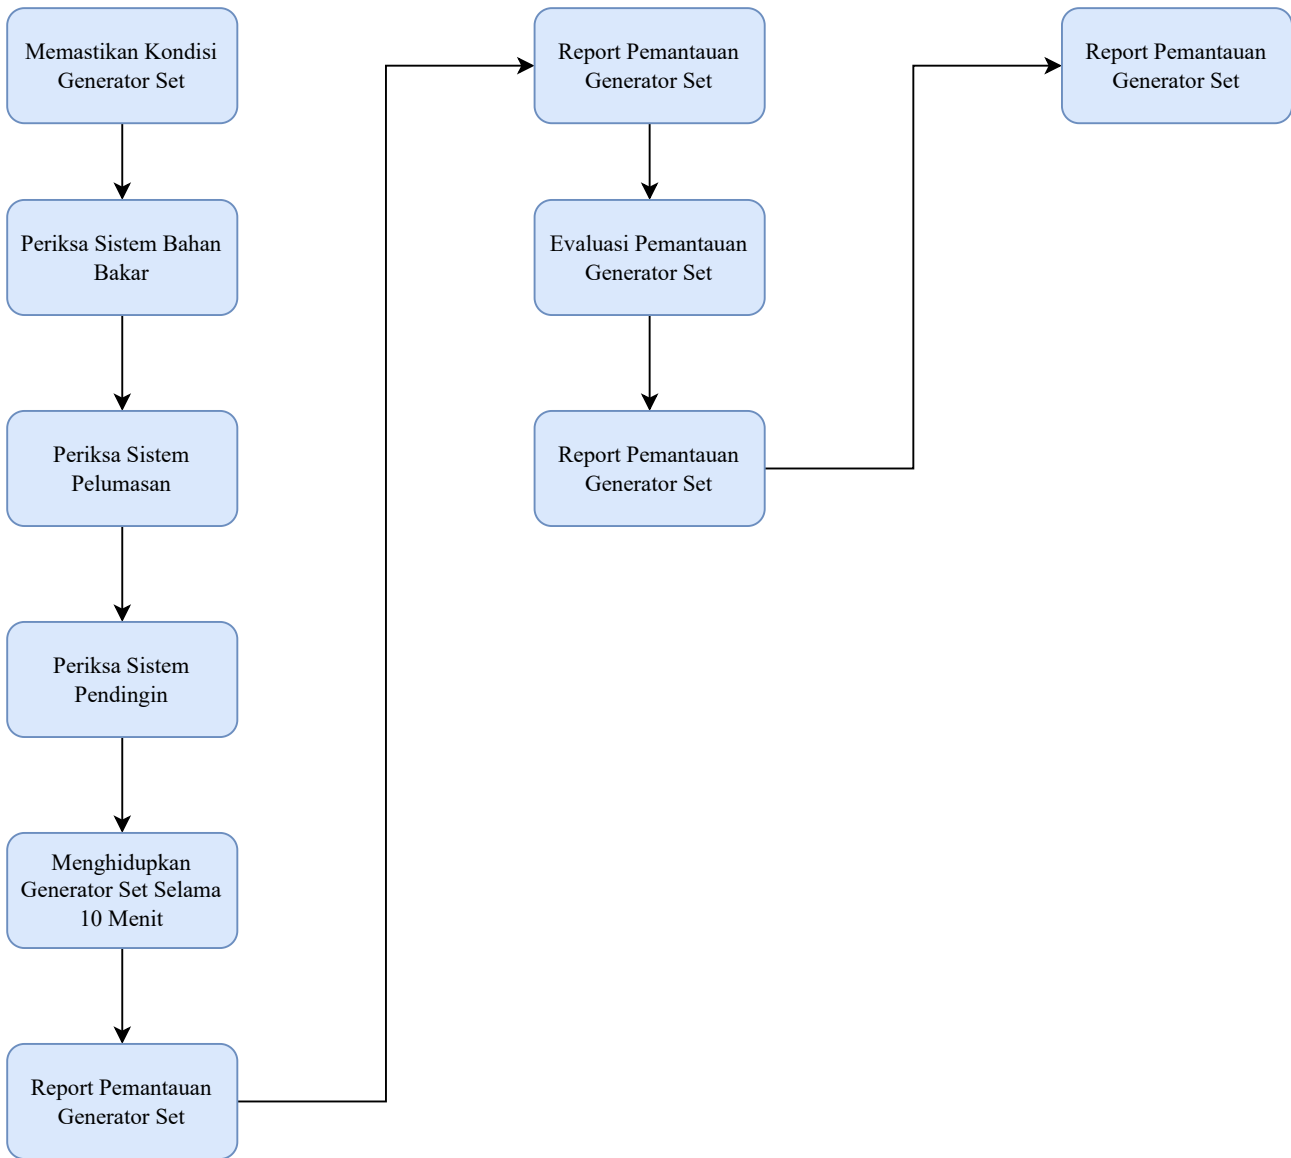 Memastikan Kondisi
Generator Set
Periksa Sistem Bahan
Bakar
Periksa Sistem
Pelumasan
Periksa Sistem
Pendingin
Menghidupkan
Generator Set Selama
10 Menit
Report Pemantauan
Generator Set
Report Pemantauan
Generator Set
Evaluasi Pemantauan
Generator Set
Report Pemantauan
Generator Set
Report Pemantauan
Generator Set